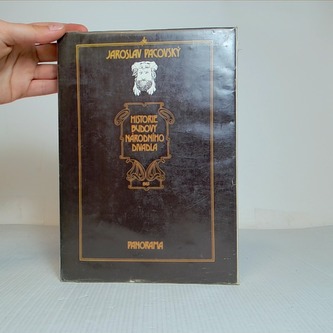 JAROSLAV PACOVSKÝ
HISTORIE
BUDOVY
NÁRODNÍHO
DIVADLA
PANORAMA